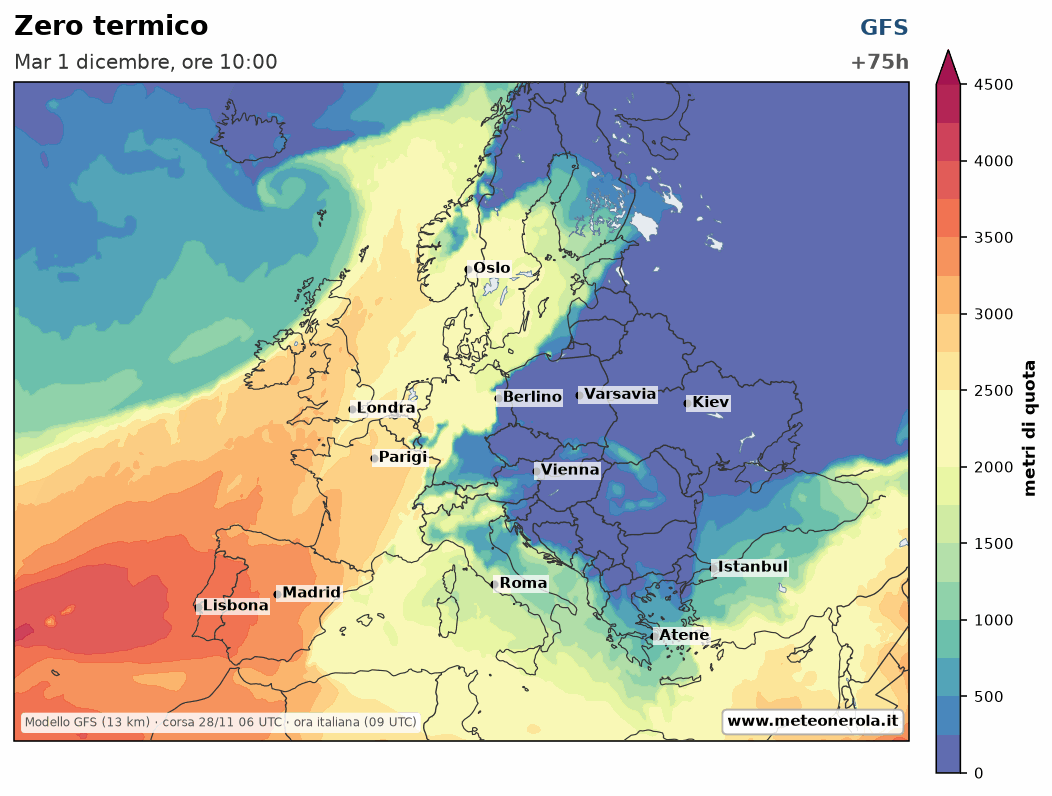 Zero termico
GFS
Mar 1 dicembre, ore 10:00
+75h
4500
4000
3500
3000
2500
2000
1500
1000
500
0
metri di quota
Oslo
Berlino
Varsavia
Kiev
Londra
Parigi
Vienna
Istanbul
Roma
Madrid
Lisbona
Atene
Modello GFS (13 km) · corsa 28/11 06 UTC · ora italiana (09 UTC)
www.meteonerola.it